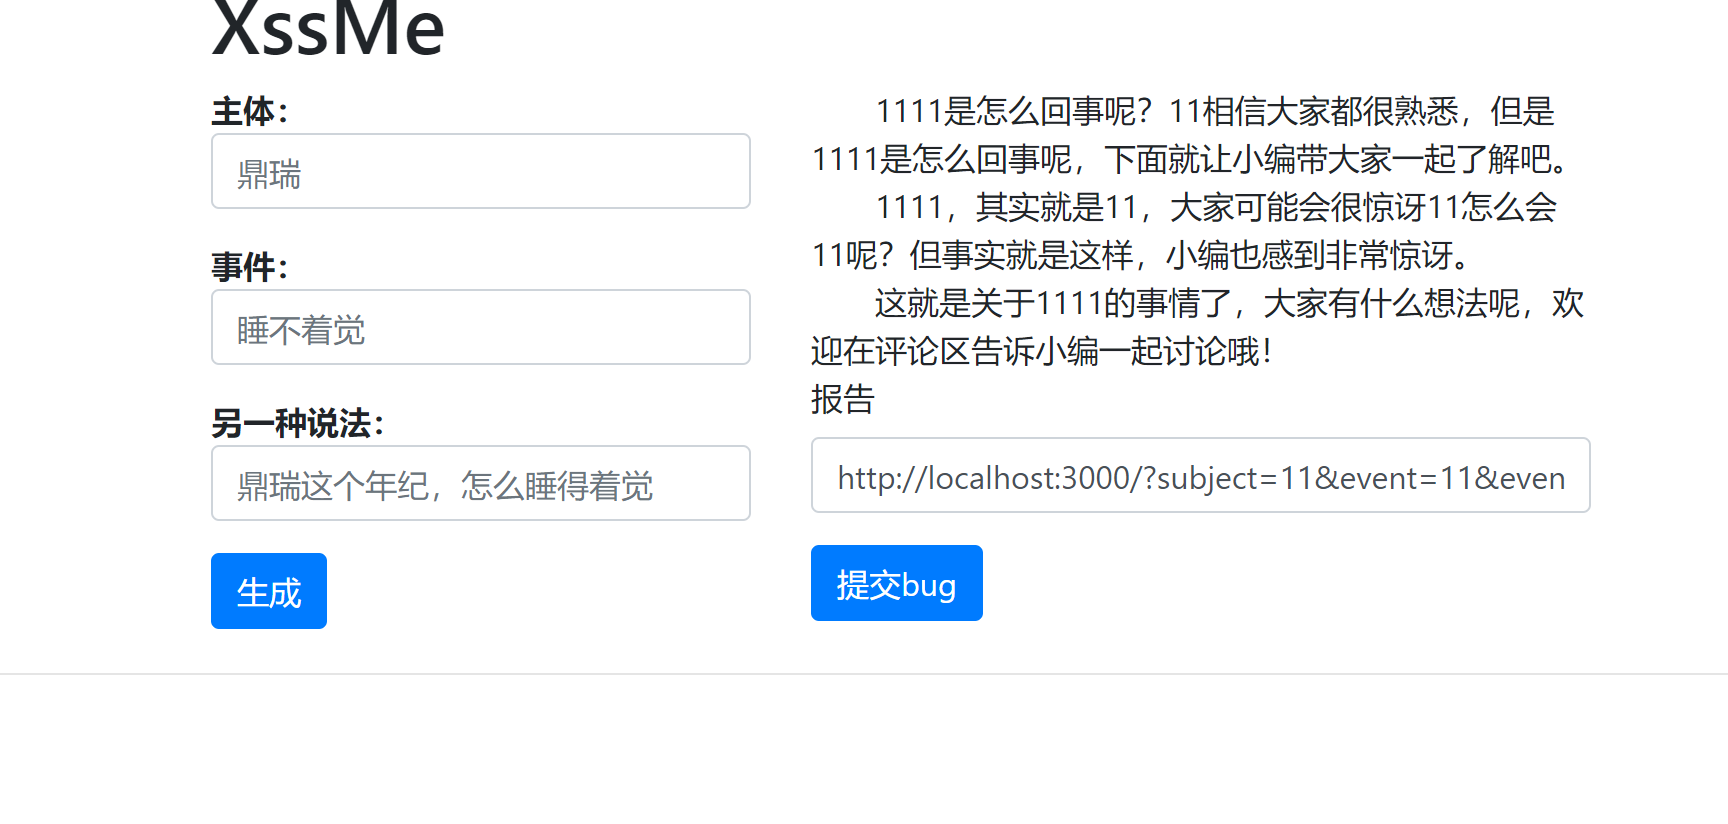 XssMe
主体：
鼎瑞
事件：
睡不着觉
另一种说法：
鼎瑞这个年纪，怎么睡得着觉
生成
1111是怎么回事呢？11相信大家都很熟悉，但是
1111是怎么回事呢，下面就让小编带大家一起了解吧。
1111，其实就是11，大家可能会很惊讶11怎么会
11呢？但事实就是这样，小编也感到非常惊讶。
这就是关于1111的事情了，大家有什么想法呢，欢
迎在评论区告诉小编一起讨论哦！
报告
http://localhost:3000/?subject=11&event=11&even
提交bug